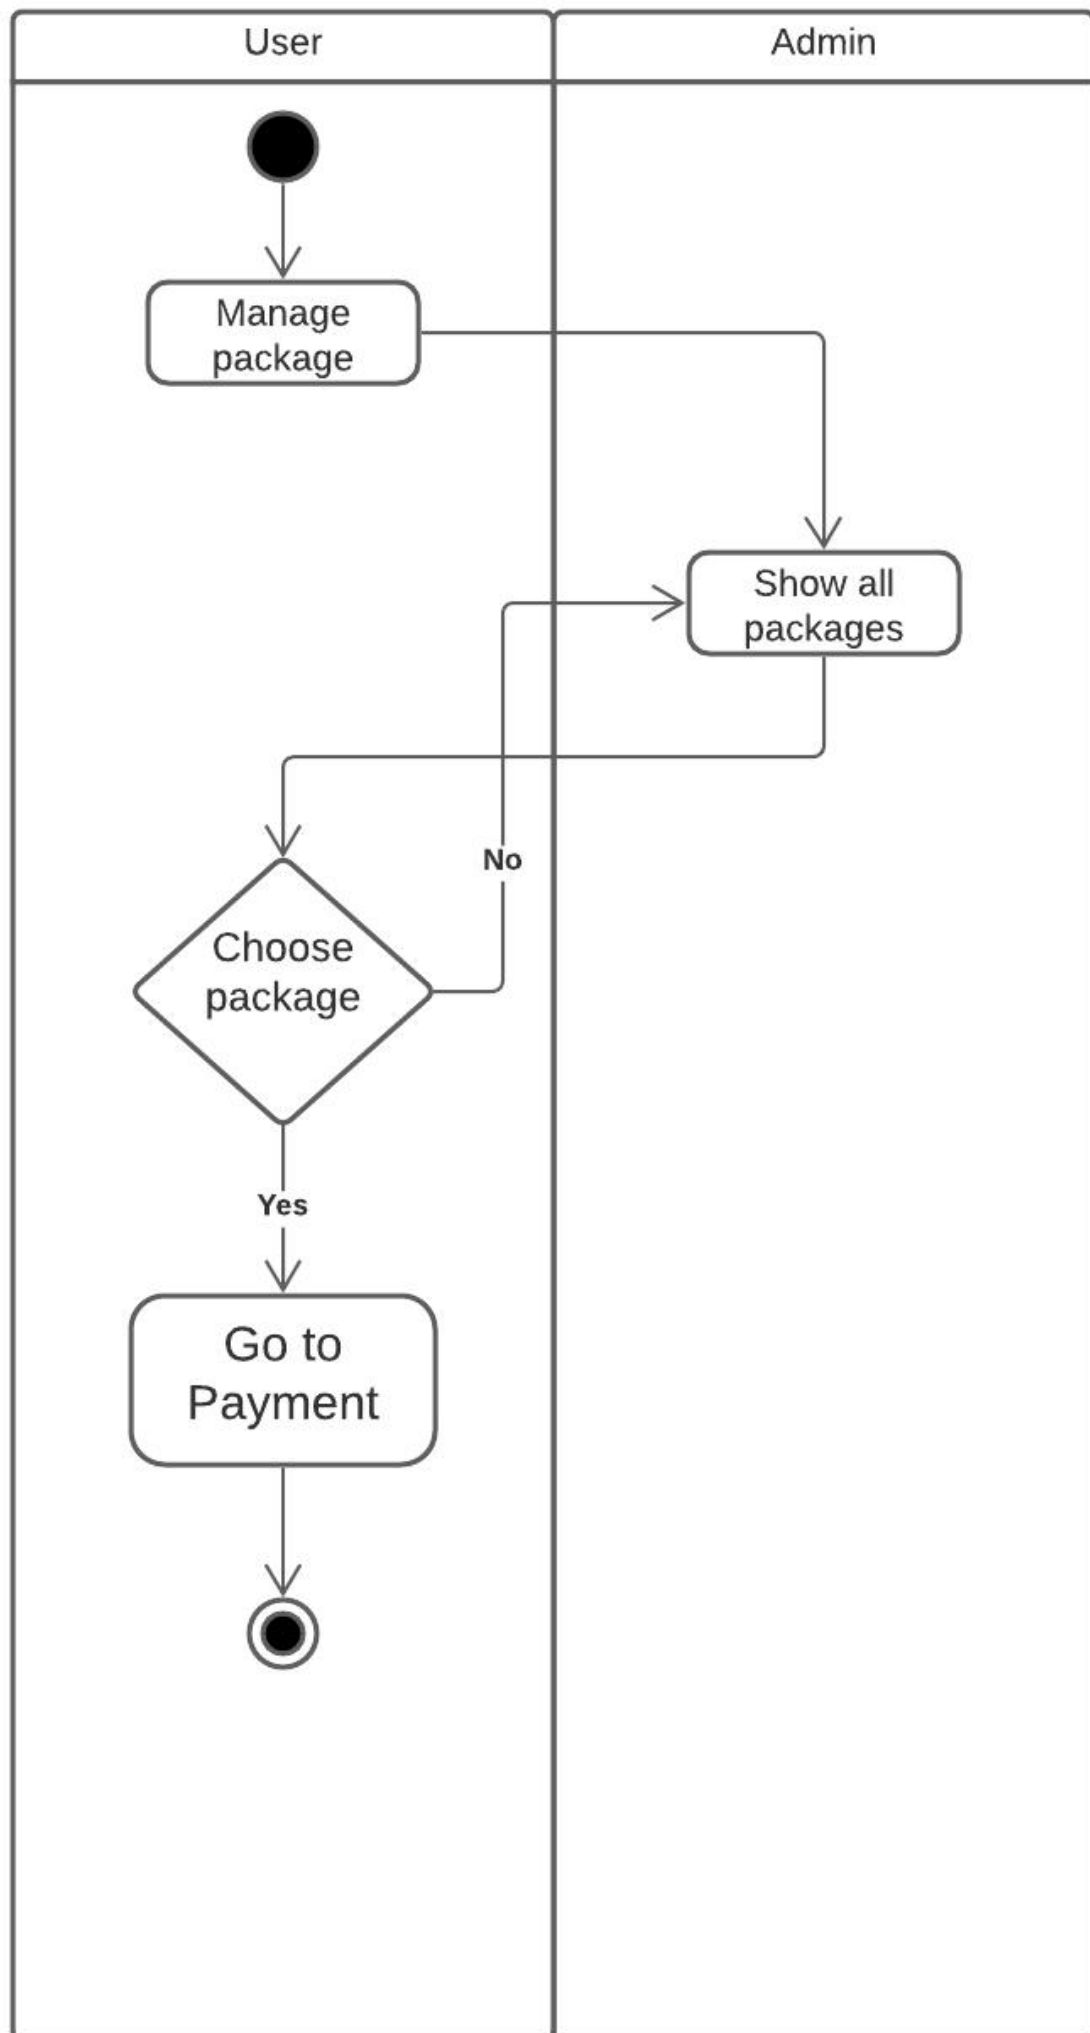 User
Admin
Manage
package
Show all
packages
No
Choose
package
Yes
Go to
Payment